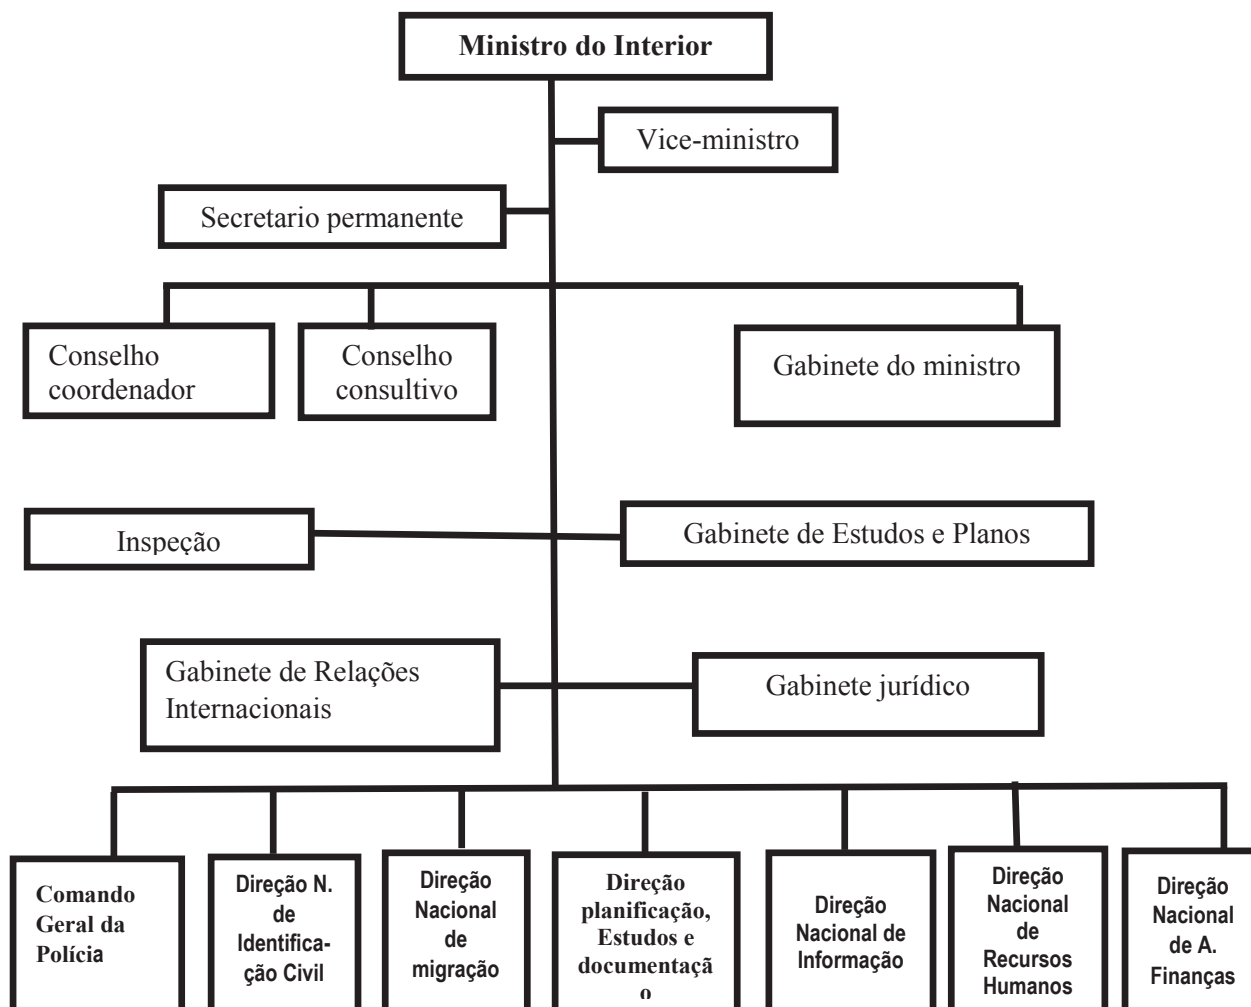 Ministro do Interior
Vice-ministro
Secretario permanente
Conselho
coordenador
Conselho
consultivo
Gabinete do ministro
Inspeção
Gabinete de Estudos e Planos
Gabinete de Relações
Internacionais
Gabinete jurídico
Comando
Geral da
Polícia
Direção N.
de
Identifica-
ção Civil
Direção
Nacional
de
migração
Direção
planificação,
Estudos e
documentaçã
o
Direção
Nacional de
Informação
Direção
Nacional
de
Recursos
Humanos
Direção
Nacional
de A.
Finanças